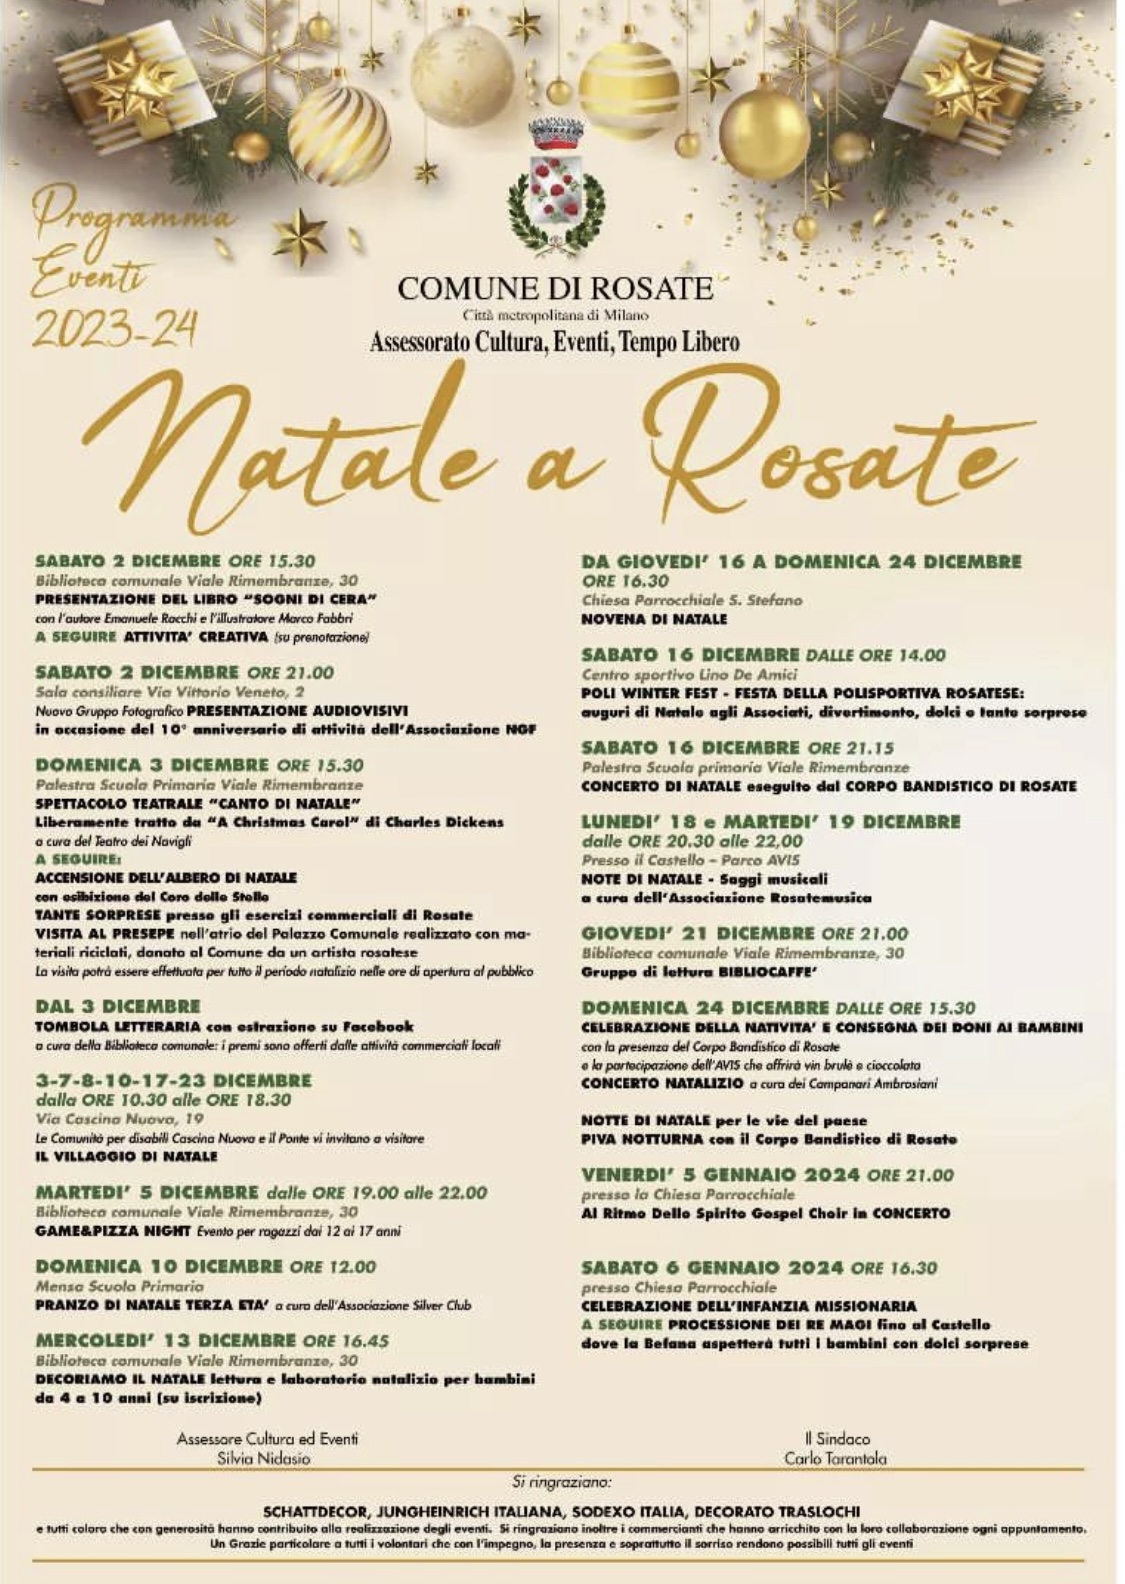 Programma
Eventi
2023-24
COMUNE DI ROSATE
Città metropolitana di Milano
Assessorato Cultura, Eventi, Tempo Libero
Natale a Rosate
SABATO 2 DICEMBRE ORE 15.30
Biblioteca comunale Viale Rimembranze, 30
PRESENTAZIONE DEL LIBRO “SOGNI DI CERA”
con l’autore Emanuele Racchi e l’illustratore Marco Fabbri
A SEGUIRE ATTIVITA’ CREATIVA (su prenotazione)
SABATO 2 DICEMBRE ORE 21.00
Sala consiliare Via Vittorio Veneto, 2
Nuovo Gruppo Fotografico PRESENTAZIONE AUDIOVISIVI
in occasione del 10° anniversario di attività dell’Associazione NGF
DOMENICA 3 DICEMBRE ORE 15.30
Palestra Scuola Primaria Viale Rimembranze
SPETTACOLO TEATRALE “CANTO DI NATALE”
Liberamente tratto da “A Christmas Carol” di Charles Dickens
a cura del Teatro dei Navigli
A SEGUIRE:
ACCENSIONE DELL’ALBERO DI NATALE
con esibizione del Coro delle Stelle
TANTE SORPRESE presso gli esercizi commerciali di Rosate
VISITA AL PRESEPE nell’atrio del Palazzo Comunale realizzato con ma-
teriali riciclati, donato al Comune da un artista rosatese
La visita potrà essere effettuata per tutto il periodo natalizio nelle ore di apertura al pubblico
DAL 3 DICEMBRE
TOMBOLA LETTERARIA con estrazione su Facebook
a cura della Biblioteca comunale: i premi sono offerti dalle attività commerciali locali
3-7-8-10-17-23 DICEMBRE
dalla ORE 10.30 alle ORE 18.30
Via Cascina Nuova, 19
Le Comunità per disabili Cascina Nuova e il Ponte vi invitano a visitare
IL VILLAGGIO DI NATALE
MARTEDI’ 5 DICEMBRE dalle ORE 19.00 alle 22.00
Biblioteca comunale Viale Rimembranze, 30
GAME&PIZZA NIGHT Evento per ragazzi dai 12 ai 17 anni
DOMENICA 10 DICEMBRE ORE 12.00
Mensa Scuola Primaria
PRANZO DI NATALE TERZA ETA’ a cura dell’Associazione Silver Club
MERCOLEDI’ 13 DICEMBRE ORE 16.45
Biblioteca comunale Viale Rimembranze, 30
DECORIAMO IL NATALE lettura e laboratorio natalizio per bambini
da 4 a 10 anni (su iscrizione)
DA GIOVEDI’ 16 A DOMENICA 24 DICEMBRE
ORE 16.30
Chiesa Parrocchiale S. Stefano
NOVENA DI NATALE
SABATO 16 DICEMBRE DALLE ORE 14.00
Centro sportivo Lino De Amici
POLI WINTER FEST - FESTA DELLA POLISPORTIVA ROSATESE:
auguri di Natale agli Associati, divertimento, dolci e tante sorprese
SABATO 16 DICEMBRE ORE 21.15
Palestra Scuola primaria Viale Rimembranze
CONCERTO DI NATALE eseguito dal CORPO BANDISTICO DI ROSATE
LUNEDI’ 18 e MARTEDI’ 19 DICEMBRE
dalle ORE 20.30 alle 22,00
Presso il Castello – Parco AVIS
NOTE DI NATALE - Saggi musicali
a cura dell’Associazione Rosatemusica
GIOVEDI’ 21 DICEMBRE ORE 21.00
Biblioteca comunale Viale Rimembranze, 30
Gruppo di lettura BIBLIOCAFFE’
DOMENICA 24 DICEMBRE DALLE ORE 15.30
CELEBRAZIONE DELLA NATIVITA’ E CONSEGNA DEI DONI AI BAMBINI
con la presenza del Corpo Bandistico di Rosate
e la partecipazione dell’AVIS che offrirà vin brulè e cioccolata
CONCERTO NATALIZIO a cura dei Campanari Ambrosiani
NOTTE DI NATALE per le vie del paese
PIVA NOTTURNA con il Corpo Bandistico di Rosate
VENERDI’ 5 GENNAIO 2024 ORE 21.00
presso la Chiesa Parrocchiale
Al Ritmo Dello Spirito Gospel Choir in CONCERTO
SABATO 6 GENNAIO 2024 ORE 16.30
presso Chiesa Parrocchiale
CELEBRAZIONE DELL’INFANZIA MISSIONARIA
A SEGUIRE PROCESSIONE DEI RE MAGI fino al Castello
dove la Befana aspetterà tutti i bambini con dolci sorprese
Assessore Cultura ed Eventi
Silvia Nidasio
Il Sindaco
Carlo Tarantola
Si ringraziano:
SCHATTDECOR, JUNGHEINRICH ITALIANA, SODEXO ITALIA, DECORATO TRASLOCHI
e tutti coloro che con generosità hanno contribuito alla realizzazione degli eventi. Si ringraziano inoltre i commercianti che hanno arricchito con la loro collaborazione ogni appuntamento.
Un Grazie particolare a tutti i volontari che con l’impegno, la presenza e soprattutto il sorriso rendono possibili tutti gli eventi